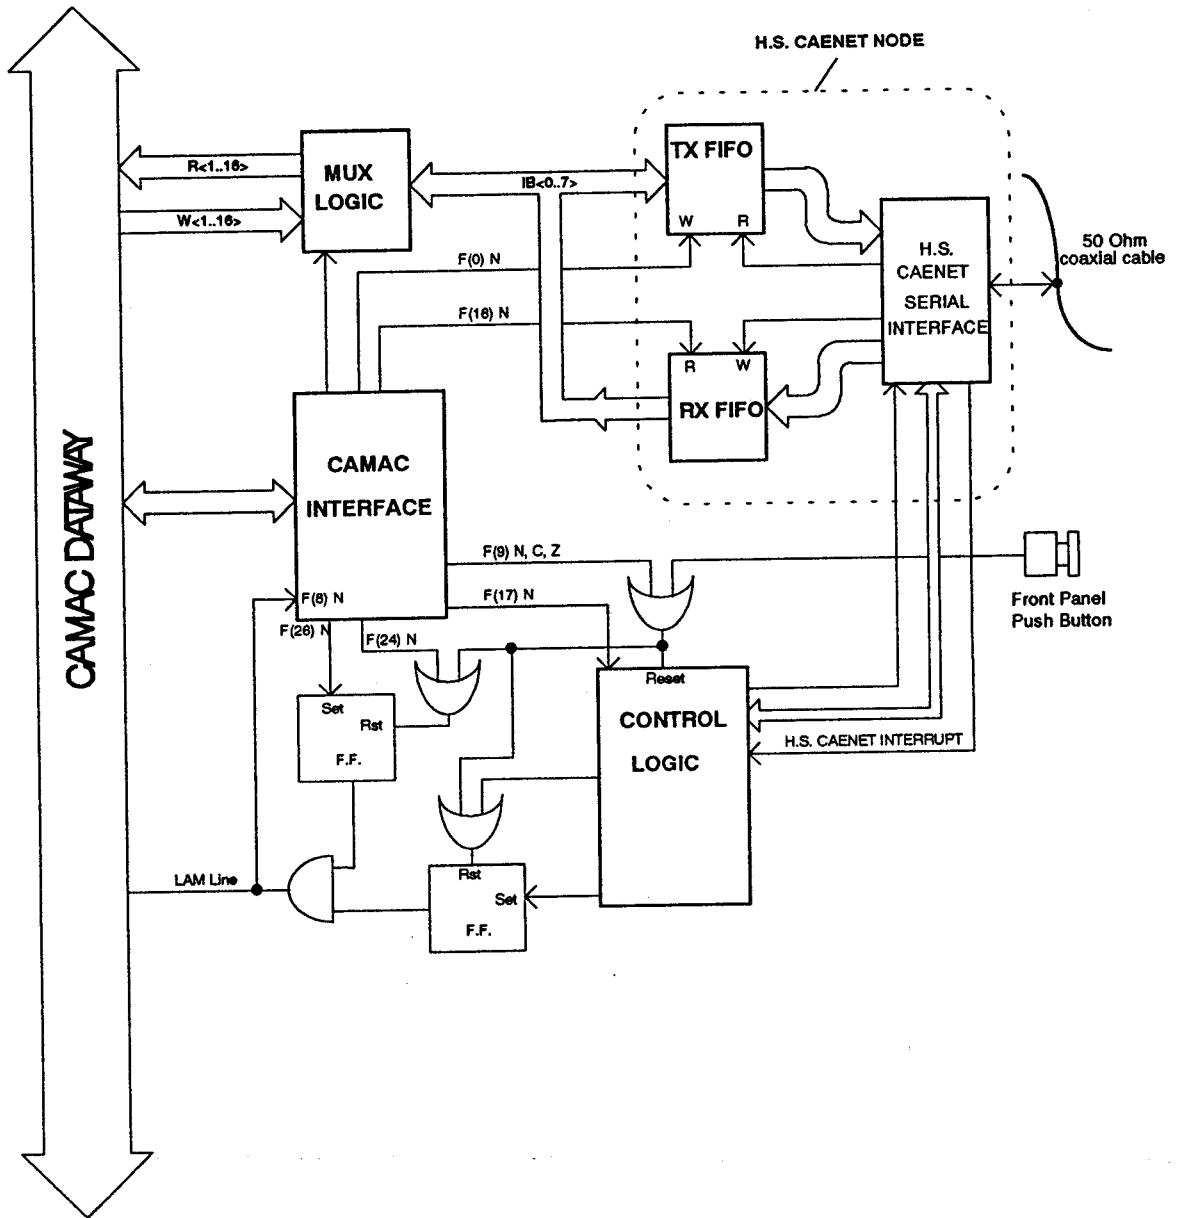 H.S. CAENET NODE
TX FIFO
W R
MUX
LOGIC
R<1..16>
W<1..16>
IB<0..7>
H.S.
CAENET
SERIAL
INTERFACE
50 Ohm
coaxial cable
F(0) N
F(16) N
R W
RX FIFO
CAMAC DATAWAY
CAMAC
INTERFACE
F(8) N
F(9) N, C, Z
F(17) N
F(26) N
F(24) N
Front Panel
Push Button
Set
Rst
F.F.
Reset
CONTROL
LOGIC
H.S. CAENET INTERRUPT
LAM Line
Rst
Set
F.F.